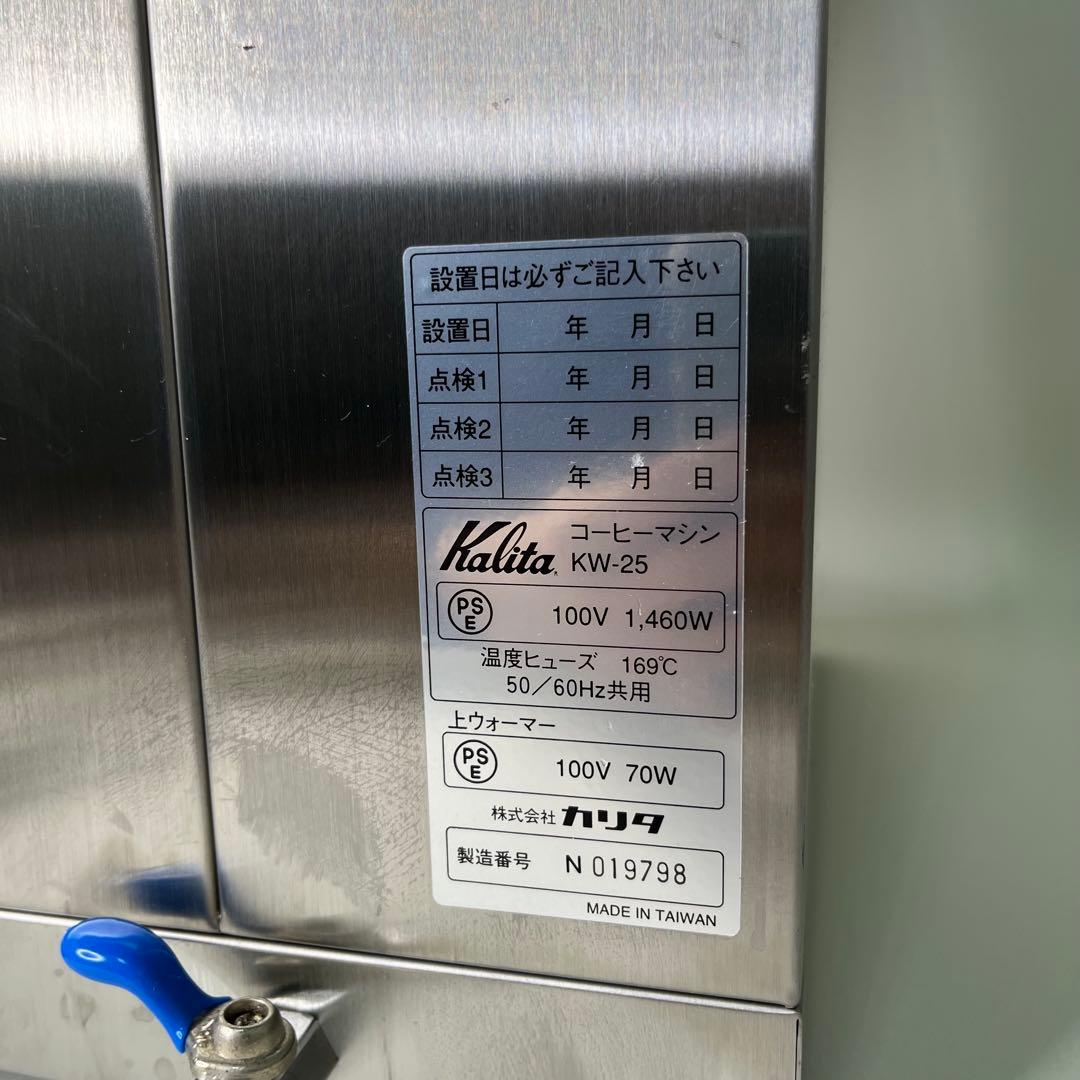 設置日は必ずご記入下さい
設置日 年 月 日
点検1 年 月 日
点検2 年 月 日
点検3 年 月 日
Kalita コーヒーマシン
KW-25
PSE 100V 1,460W
温度ヒューズ 169℃
50/60Hz共用
上ウォーマー
PSE 100V 70W
株式会社 カリタ
製造番号 N 019798
MADE IN TAIWAN